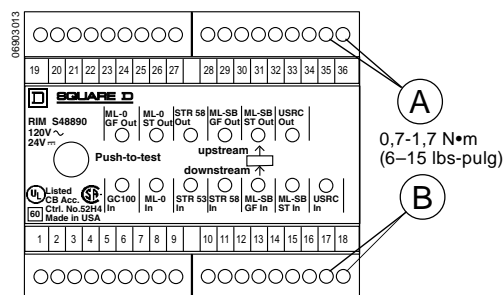 06903013
19 20 21 22 23 24 25 26 27 28 29 30 31 32 33 34 35 36
SQUARE D
RIM S48890
120V ~
24V ⎓
ML-0 GF Out
ML-0 ST Out
STR 58 Out
ML-SB GF Out
ML-SB ST Out
USRC Out
Push-to-test
upstream
downstream
UL Listed
CB Acc.
Ctrl. No.52H4
Made in USA
60
GC100 In
ML-0 In
STR 53 In
STR 58 In
ML-SB GF In
ML-SB ST In
USRC In
1 2 3 4 5 6 7 8 9 10 11 12 13 14 15 16 17 18
A
0,7-1,7 N•m
(6–15 lbs-pulg)
B